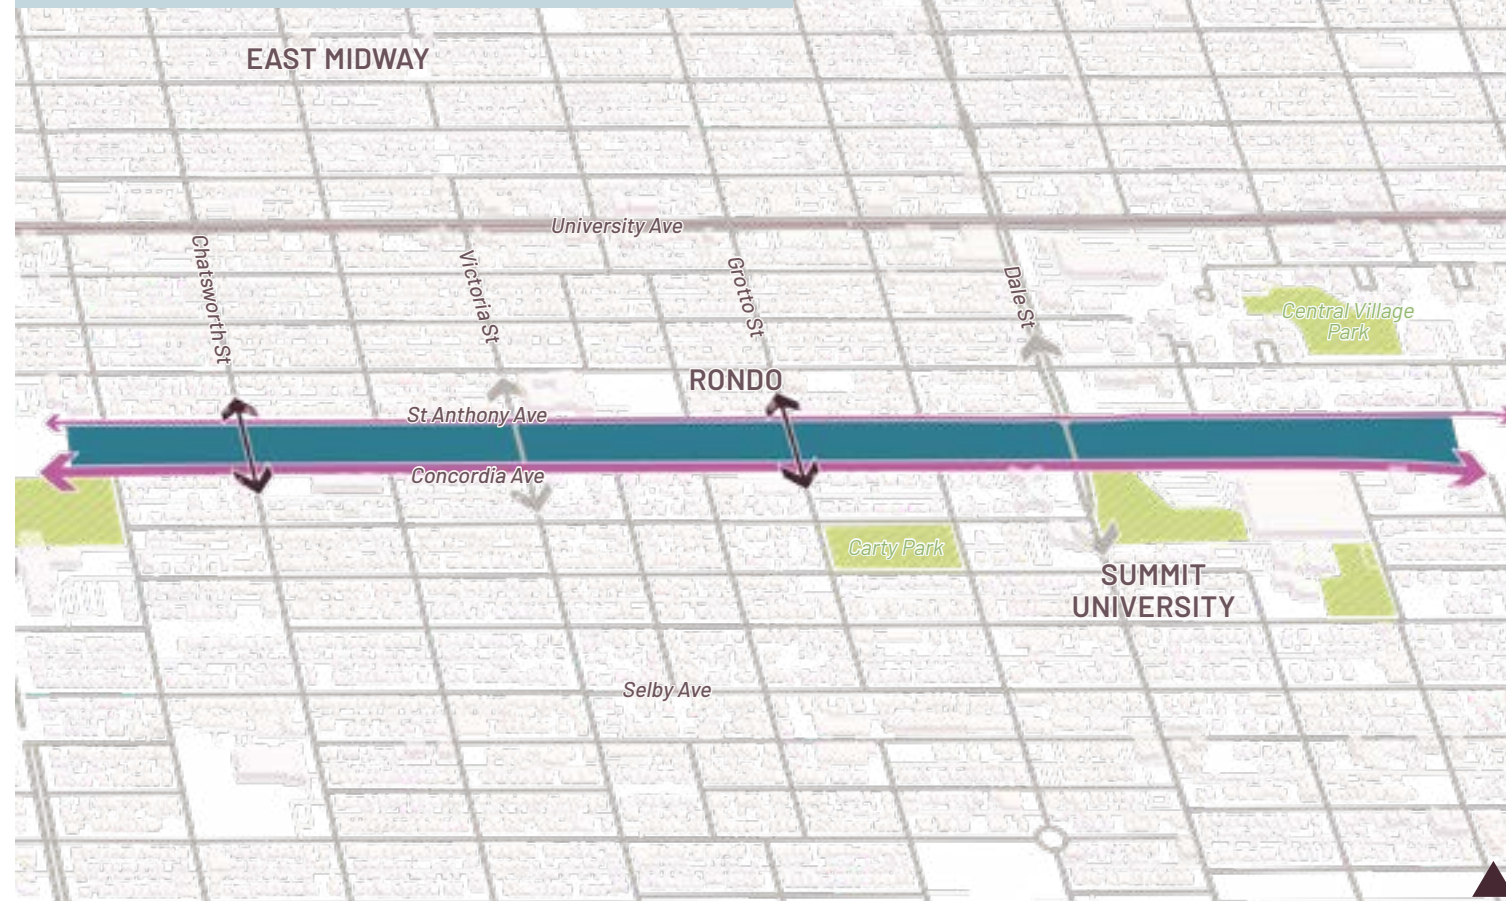 EAST MIDWAY
University Ave
Chatsworth St
Victoria St
Grotto St
Dale St
Central Village
Park
RONDO
St Anthony Ave
Concordia Ave
Carty Park
SUMMIT
UNIVERSITY
Selby Ave